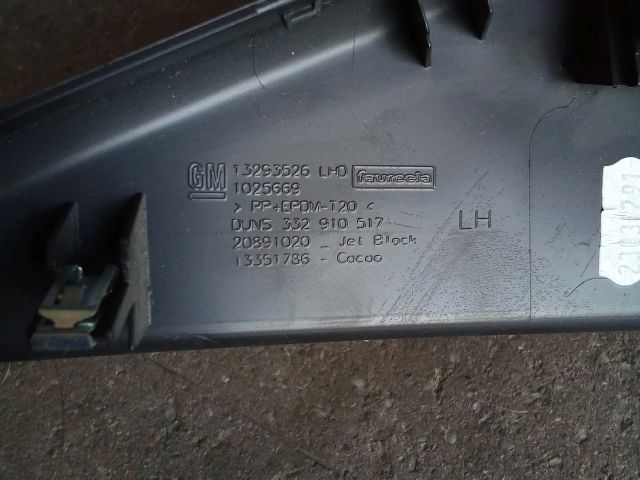 GM 13293526 LHD faurecia
1025669
> PP+EPDM-T20 <
DUNS 332 910 517
20891020 _ Jet Black
13351786 - Cocoa
LH